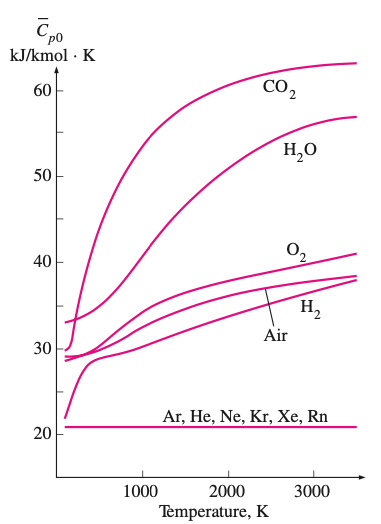 C̄p0
kJ/kmol · K
60
CO2
50
H2O
40
O2
H2
30
Air
Ar, He, Ne, Kr, Xe, Rn
20
1000 2000 3000
Temperature, K